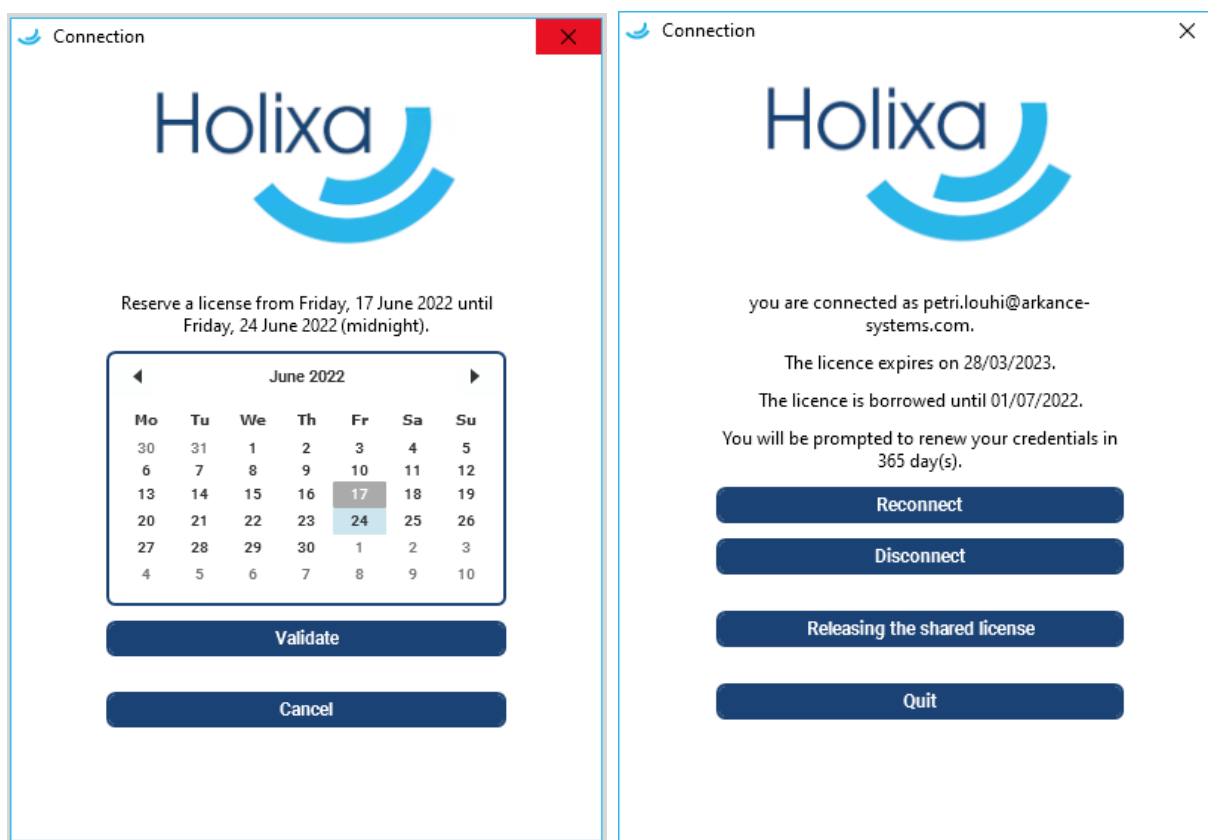 Connection
Holixa
Reserve a license from Friday, 17 June 2022 until
Friday, 24 June 2022 (midnight).
June 2022
Mo Tu We Th Fr Sa Su
30 31 1 2 3 4 5
6 7 8 9 10 11 12
13 14 15 16 17 18 19
20 21 22 23 24 25 26
27 28 29 30 1 2 3
4 5 6 7 8 9 10
Validate
Cancel
Connection
Holixa
you are connected as petri.louhi@arkance-
systems.com.
The licence expires on 28/03/2023.
The licence is borrowed until 01/07/2022.
You will be prompted to renew your credentials in
365 day(s).
Reconnect
Disconnect
Releasing the shared license
Quit